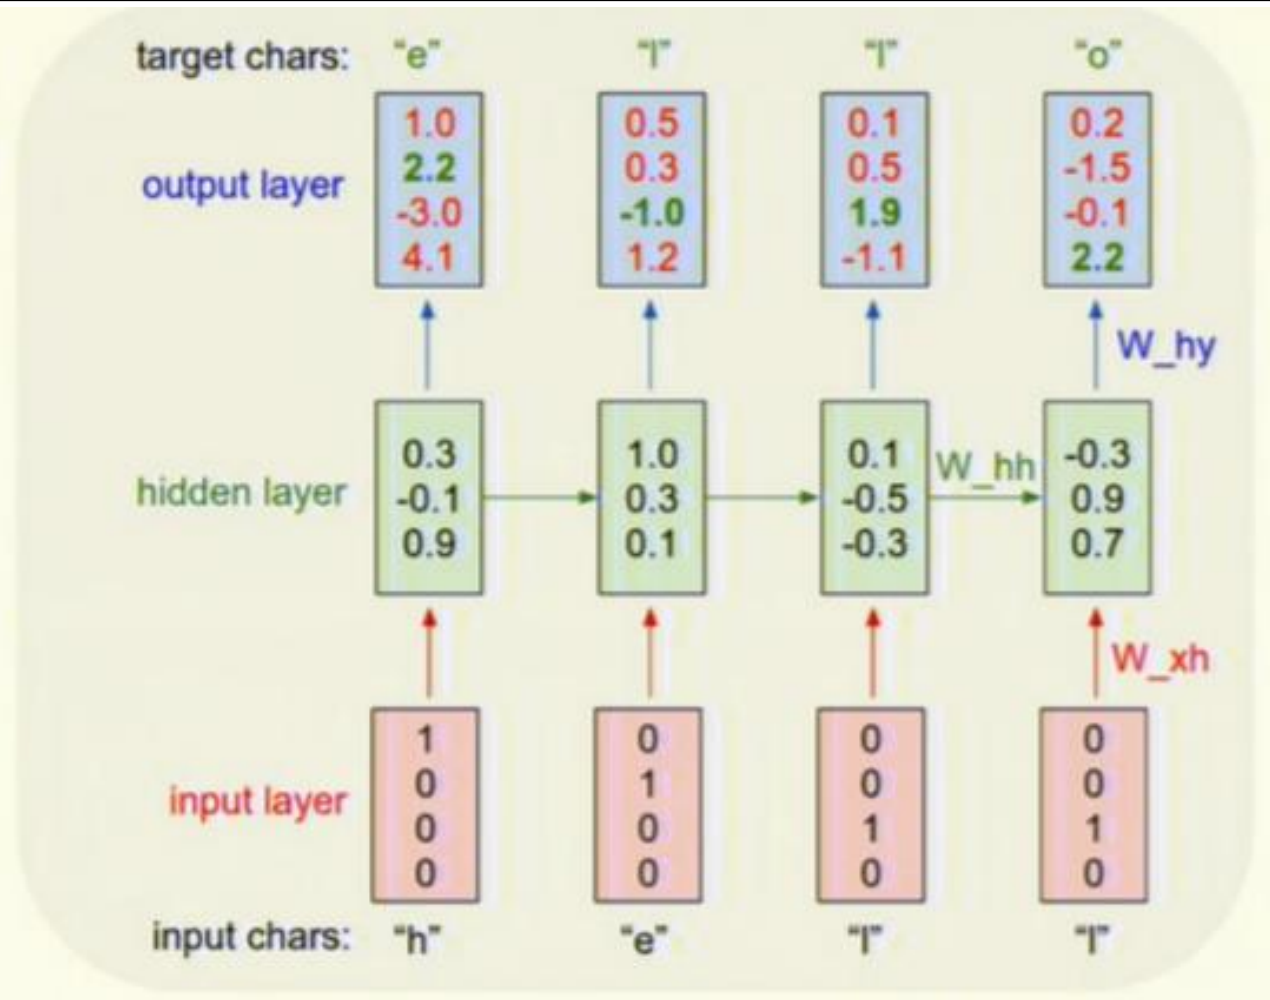 target chars: “e” “l” “l” “o”
1.0 0.5 0.1 0.2
2.2 0.3 0.5 -1.5
output layer
-3.0 -1.0 1.9 -0.1
4.1 1.2 -1.1 2.2
W_hy
0.3 1.0 0.1 W_hh -0.3
hidden layer -0.1 0.3 -0.5 0.9
0.9 0.1 -0.3 0.7
W_xh
1 0 0 0
0 1 0 0
input layer
0 0 1 1
0 0 0 0
input chars: “h” “e” “l” “l”